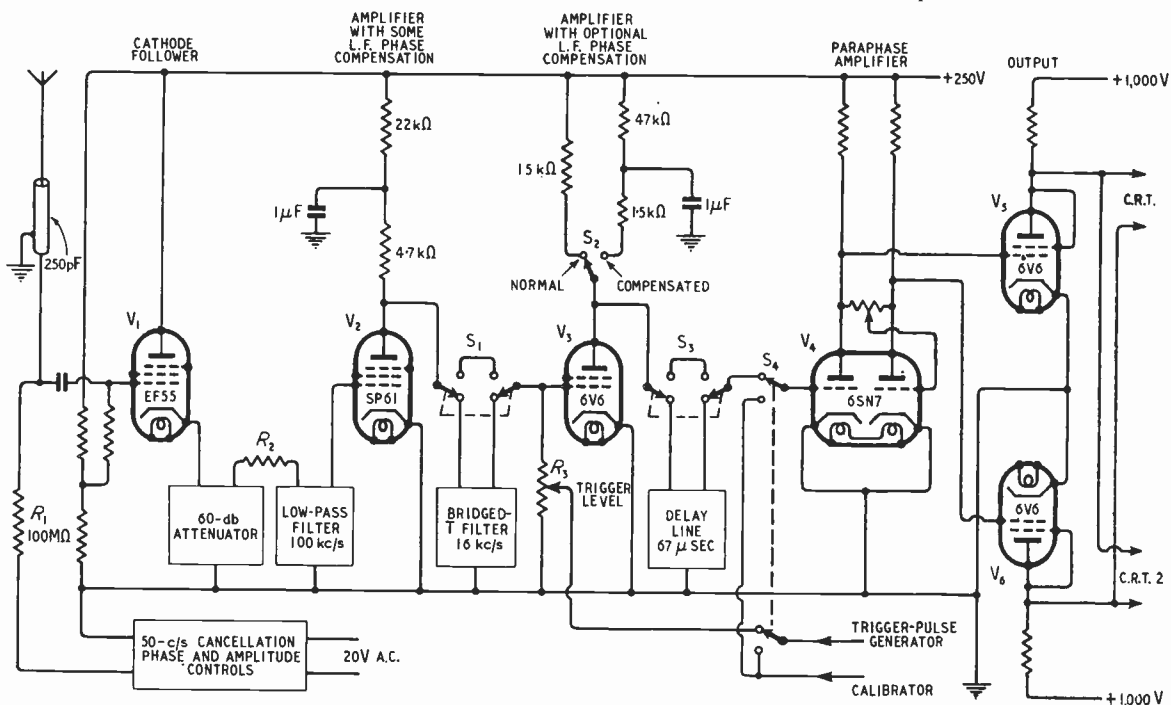 CATHODE
FOLLOWER
AMPLIFIER
WITH SOME
L.F. PHASE
COMPENSATION
AMPLIFIER
WITH OPTIONAL
L.F. PHASE
COMPENSATION
PARAPHASE
AMPLIFIER
OUTPUT
+1,000V
+250V
22kΩ
47kΩ
15kΩ
1μF
1·5kΩ
1μF
4·7kΩ
S2
NORMAL
COMPENSATED
250pF
C.R.T.
V1
EF55
V2
SP61
S1
V3
6V6
S3
S4
V4
6SN7
V5
6V6
R1
100MΩ
R2
60-db
ATTENUATOR
LOW-PASS
FILTER
100 kc/s
BRIDGED-
T FILTER
16 kc/s
R3
TRIGGER
LEVEL
DELAY
LINE
67 μ SEC
6V6
V6
C.R.T. 2
50-c/s CANCELLATION
PHASE AND AMPLITUDE
CONTROLS
20V A.C.
TRIGGER-PULSE
GENERATOR
CALIBRATOR
+1,000V